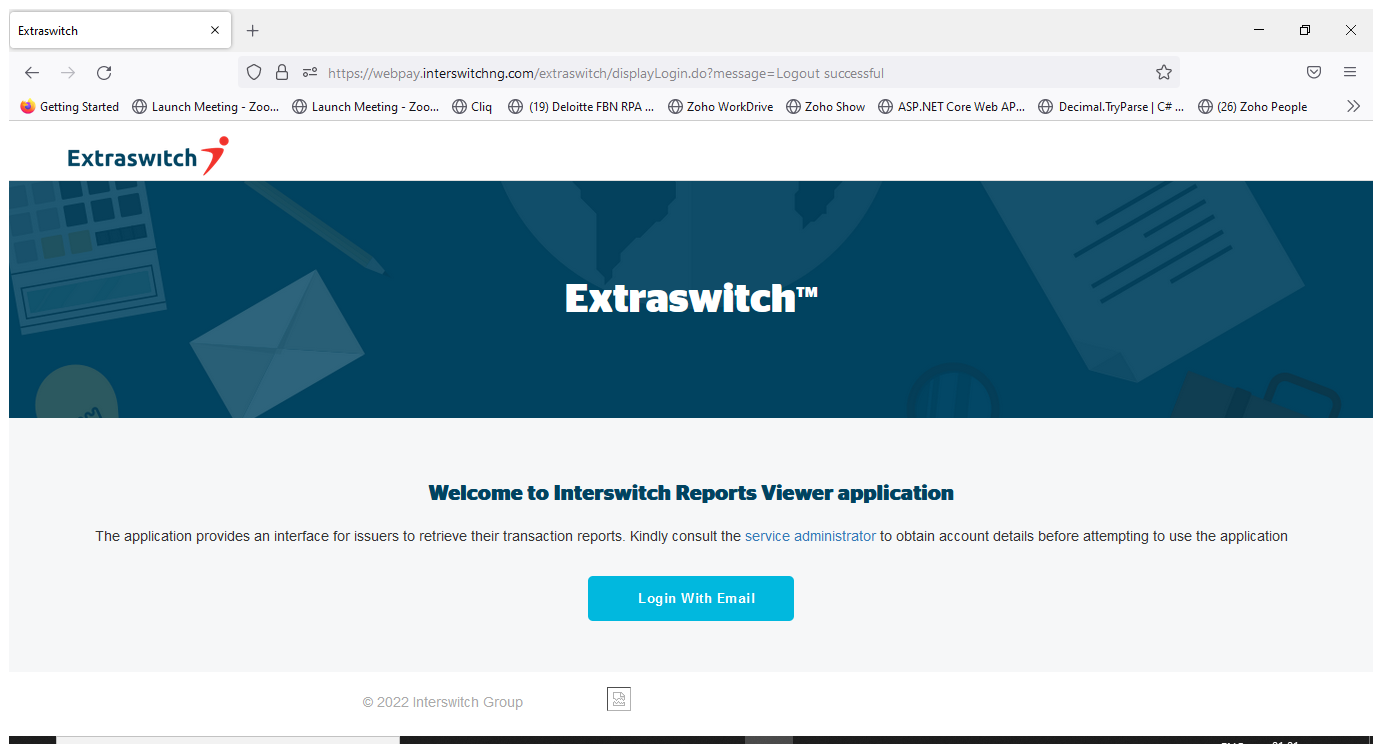 Extraswitch
https://webpay.interswitchng.com/extraswitch/displayLogin.do?message=Logout successful
Getting Started Launch Meeting - Zoo... Launch Meeting - Zoo... Cliq (19) Deloitte FBN RPA ... Zoho WorkDrive Zoho Show ASP.NET Core Web AP... Decimal.TryParse | C# ... (26) Zoho People
Extraswitch
Extraswitch™
Welcome to Interswitch Reports Viewer application
The application provides an interface for issuers to retrieve their transaction reports. Kindly consult the service administrator to obtain account details before attempting to use the application
Login With Email
© 2022 Interswitch Group